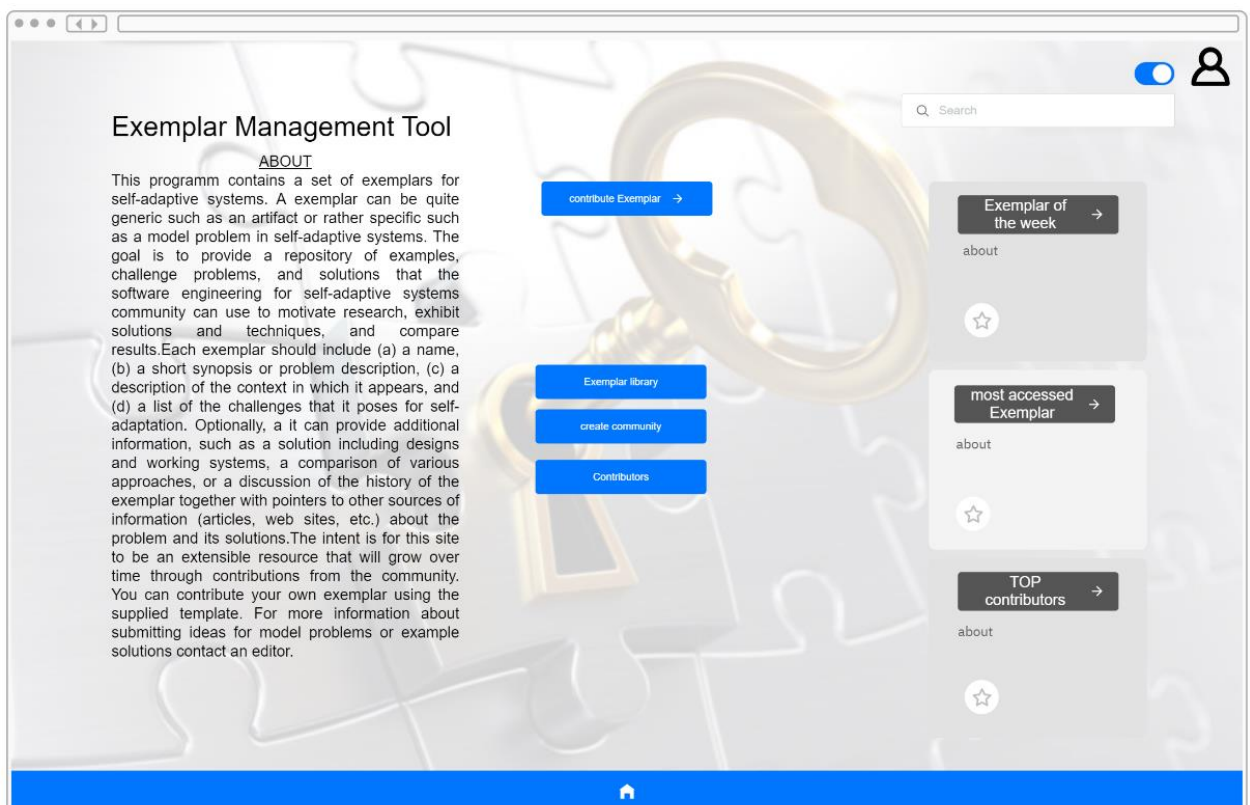 Search
Exemplar Management Tool
ABOUT
This programm contains a set of exemplars for
self-adaptive systems. A exemplar can be quite
generic such as an artifact or rather specific such
as a model problem in self-adaptive systems. The
goal is to provide a repository of examples,
challenge problems, and solutions that the
software engineering for self-adaptive systems
community can use to motivate research, exhibit
solutions and techniques, and compare
results.Each exemplar should include (a) a name,
(b) a short synopsis or problem description, (c) a
description of the context in which it appears, and
(d) a list of the challenges that it poses for self-
adaptation. Optionally, a it can provide additional
information, such as a solution including designs
and working systems, a comparison of various
approaches, or a discussion of the history of the
exemplar together with pointers to other sources of
information (articles, web sites, etc.) about the
problem and its solutions.The intent is for this site
to be an extensible resource that will grow over
time through contributions from the community.
You can contribute your own exemplar using the
supplied template. For more information about
submitting ideas for model problems or example
solutions contact an editor.
contribute Exemplar
Exemplar library
create community
Contributors
Exemplar of
the week
about
most accessed
Exemplar
about
TOP
contributors
about